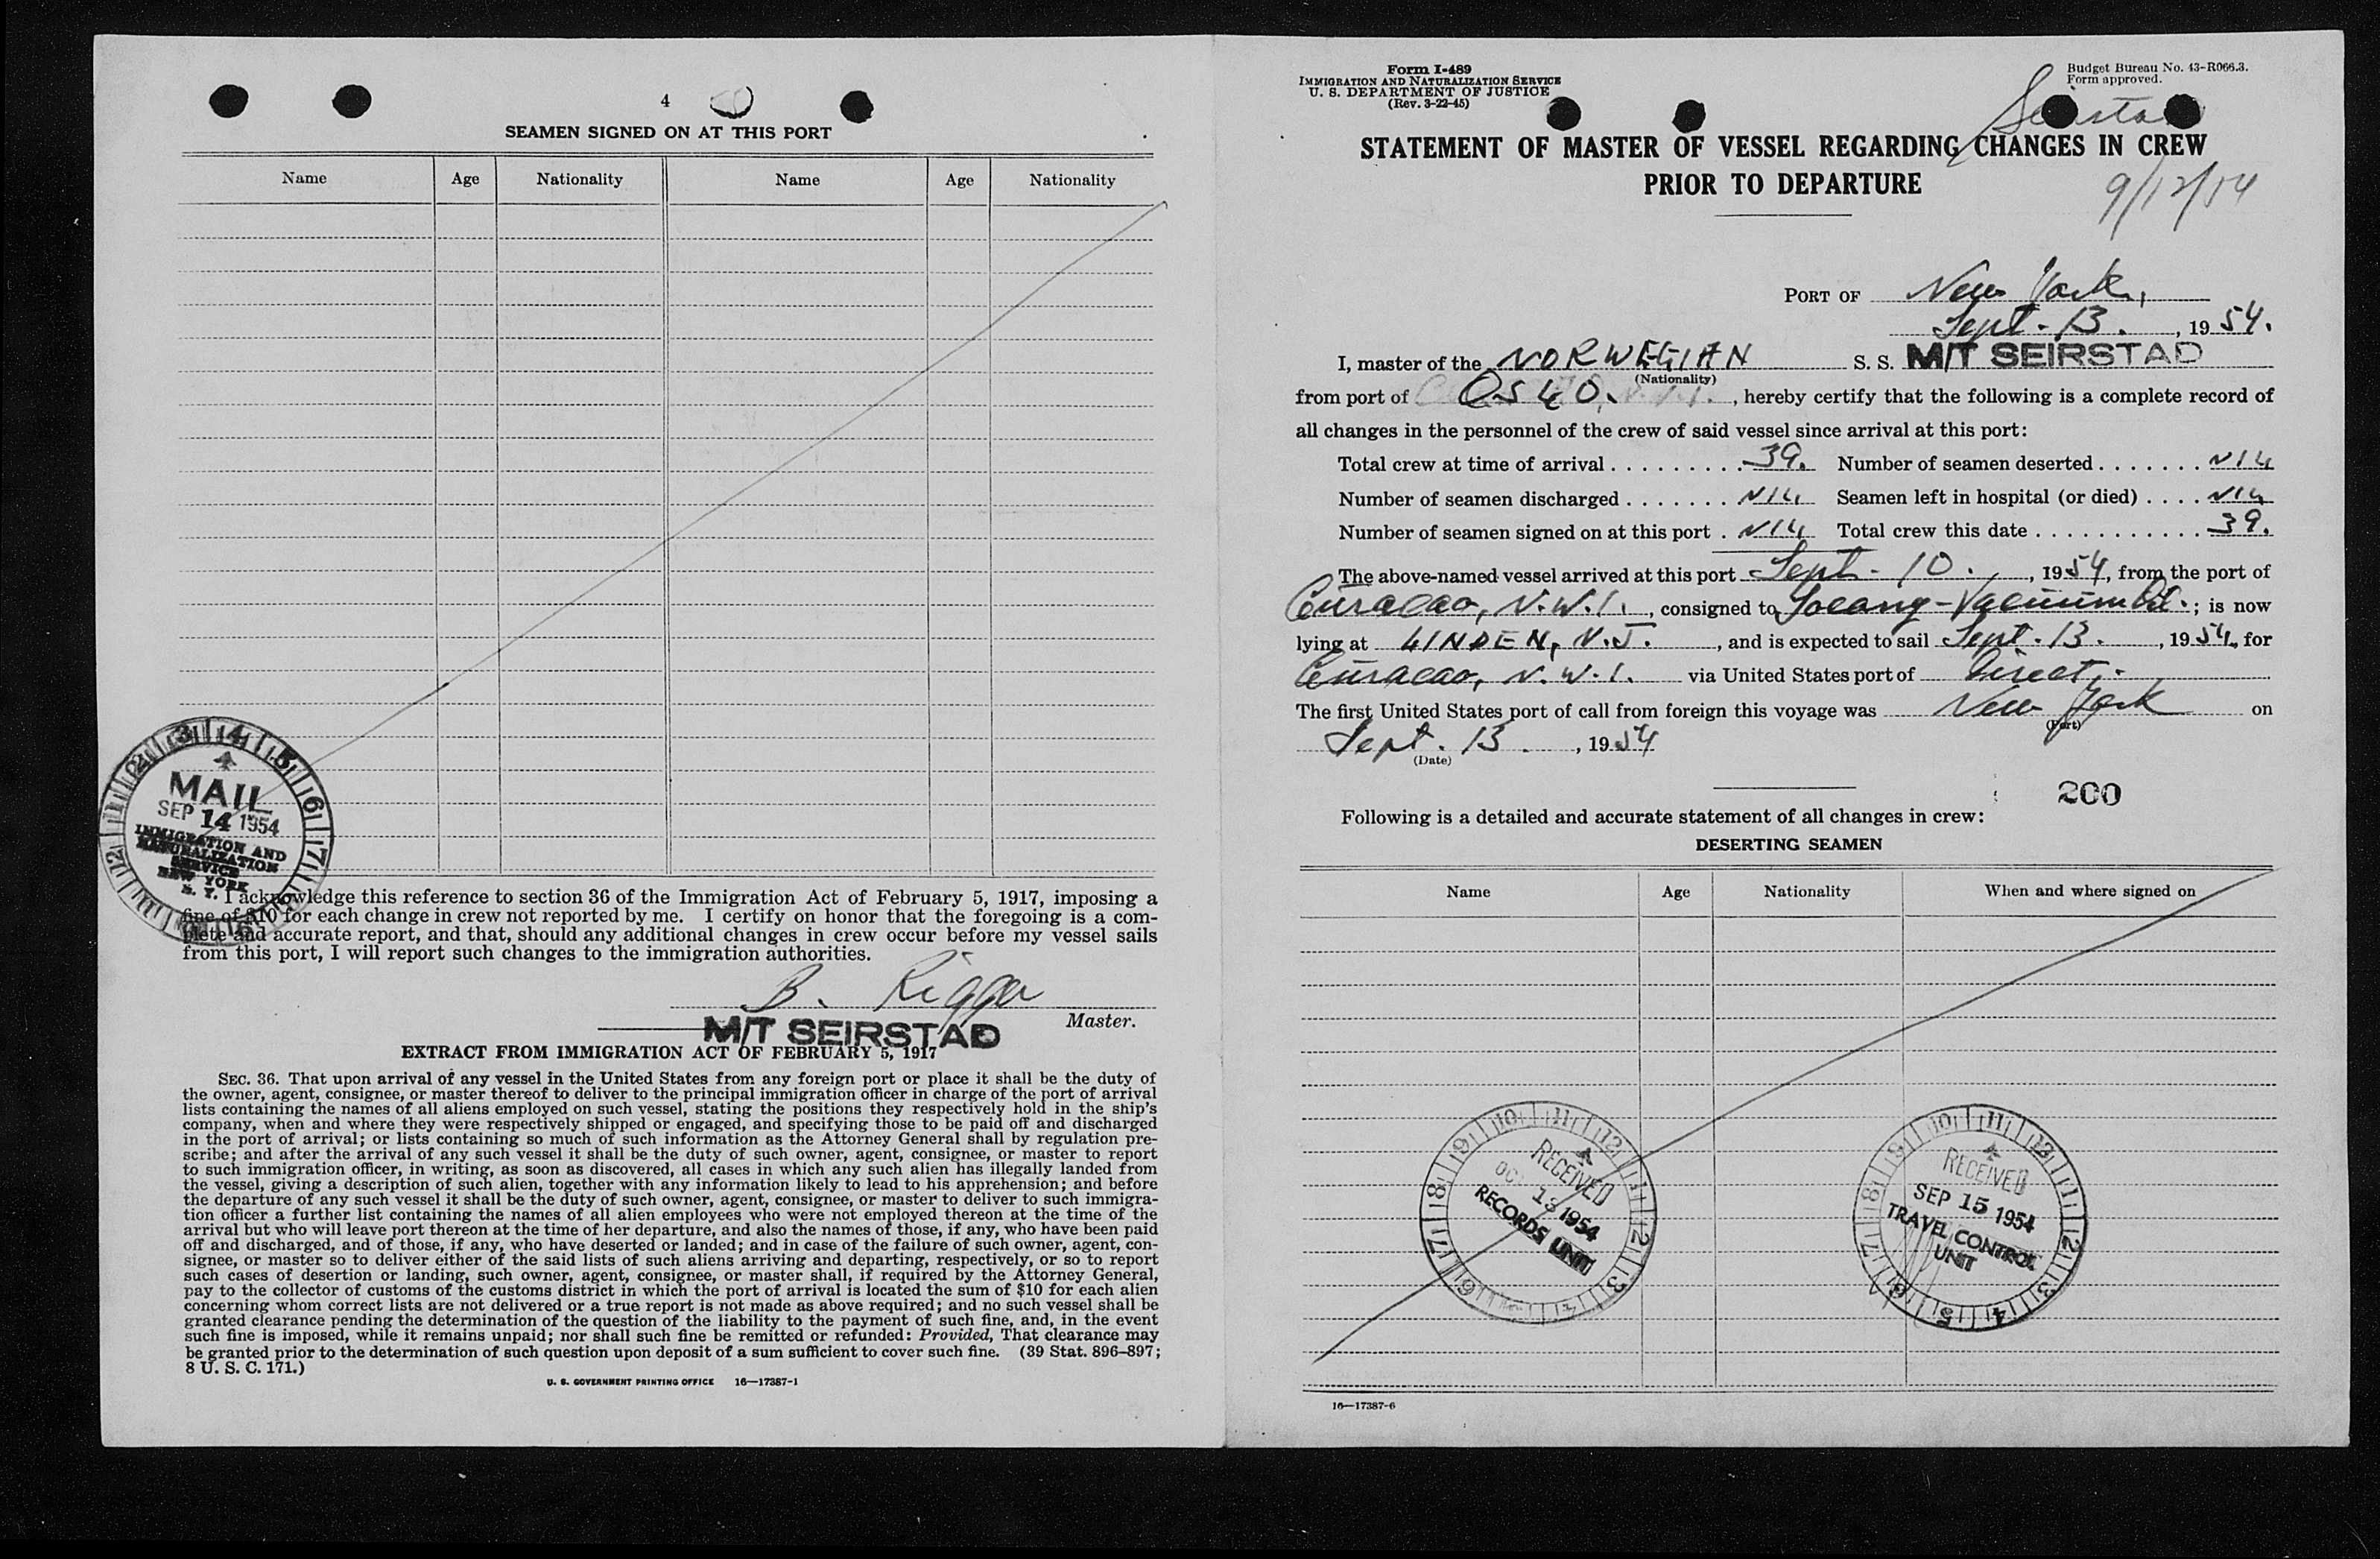 4
SEAMEN SIGNED ON AT THIS PORT
Name Age Nationality Name Age Nationality
MAIL
SEP 14 1954
IMMIGRATION AND
NATURALIZATION
SERVICE
NEW YORK
N. Y.
I acknowledge this reference to section 36 of the Immigration Act of February 5, 1917, imposing a
fine of $10 for each change in crew not reported by me. I certify on honor that the foregoing is a com-
plete and accurate report, and that, should any additional changes in crew occur before my vessel sails
from this port, I will report such changes to the immigration authorities.
B. Rigger
M/T SEIRSTAD Master.
EXTRACT FROM IMMIGRATION ACT OF FEBRUARY 5, 1917
SEC. 36. That upon arrival of any vessel in the United States from any foreign port or place it shall be the duty of
the owner, agent, consignee, or master thereof to deliver to the principal immigration officer in charge of the port of arrival
lists containing the names of all aliens employed on such vessel, stating the positions they respectively hold in the ship's
company, when and where they were respectively shipped or engaged, and specifying those to be paid off and discharged
in the port of arrival; or lists containing so much of such information as the Attorney General shall by regulation pre-
scribe; and after the arrival of any such vessel it shall be the duty of such owner, agent, consignee, or master to report
to such immigration officer, in writing, as soon as discovered, all cases in which any such alien has illegally landed from
the vessel, giving a description of such alien, together with any information likely to lead to his apprehension; and before
the departure of any such vessel it shall be the duty of such owner, agent, consignee, or master to deliver to such immigra-
tion officer a further list containing the names of all alien employees who were not employed thereon at the time of the
arrival but who will leave port thereon at the time of her departure, and also the names of those, if any, who have been paid
off and discharged, and of those, if any, who have deserted or landed; and in case of the failure of such owner, agent, con-
signee, or master so to deliver either of the said lists of such aliens arriving and departing, respectively, or so to report
such cases of desertion or landing, such owner, agent, consignee, or master shall, if required by the Attorney General,
pay to the collector of customs of the customs district in which the port of arrival is located the sum of $10 for each alien
concerning whom correct lists are not delivered or a true report is not made as above required; and no such vessel shall be
granted clearance pending the determination of the question of the liability to the payment of such fine, and, in the event
such fine is imposed, while it remains unpaid; nor shall such fine be remitted or refunded: Provided, That clearance may
be granted prior to the determination of such question upon deposit of a sum sufficient to cover such fine. (39 Stat. 896-897;
8 U. S. C. 171.)
U. S. GOVERNMENT PRINTING OFFICE 16—17387-1
Form I-489
IMMIGRATION AND NATURALIZATION SERVICE
U. S. DEPARTMENT OF JUSTICE
(Rev. 3-22-45)
Budget Bureau No. 43-R066.3.
Form approved.
Seirstad
STATEMENT OF MASTER OF VESSEL REGARDING CHANGES IN CREW
PRIOR TO DEPARTURE
9/12/54
PORT OF New York,
Sept. 13. , 1954.
I, master of the NORWEGIAN S. S. M/T SEIRSTAD
(Nationality)
from port of OSLO. , hereby certify that the following is a complete record of
all changes in the personnel of the crew of said vessel since arrival at this port:
Total crew at time of arrival . . . . . . . . . 39. Number of seamen deserted . . . . . . . NIL
Number of seamen discharged . . . . . . . NIL. Seamen left in hospital (or died) . . . . NIL
Number of seamen signed on at this port . NIL Total crew this date . . . . . . . . . . . 39.
The above-named vessel arrived at this port Sept. 10. , 1954, from the port of
Curacao, N.W.I. , consigned to Socony-Vacuum Oil. ; is now
lying at LINDEN, N.J. , and is expected to sail Sept. 13. , 1954, for
Curacao, N.W.I. via United States port of Direct.
The first United States port of call from foreign this voyage was New York on
(Port)
Sept. 13. , 1954
(Date)
200
Following is a detailed and accurate statement of all changes in crew:
DESERTING SEAMEN
Name Age Nationality When and where signed on
RECEIVED
OCT 13 1954
RECORDS UNIT
RECEIVED
SEP 15 1954
TRAVEL CONTROL
UNIT
16—17387-6